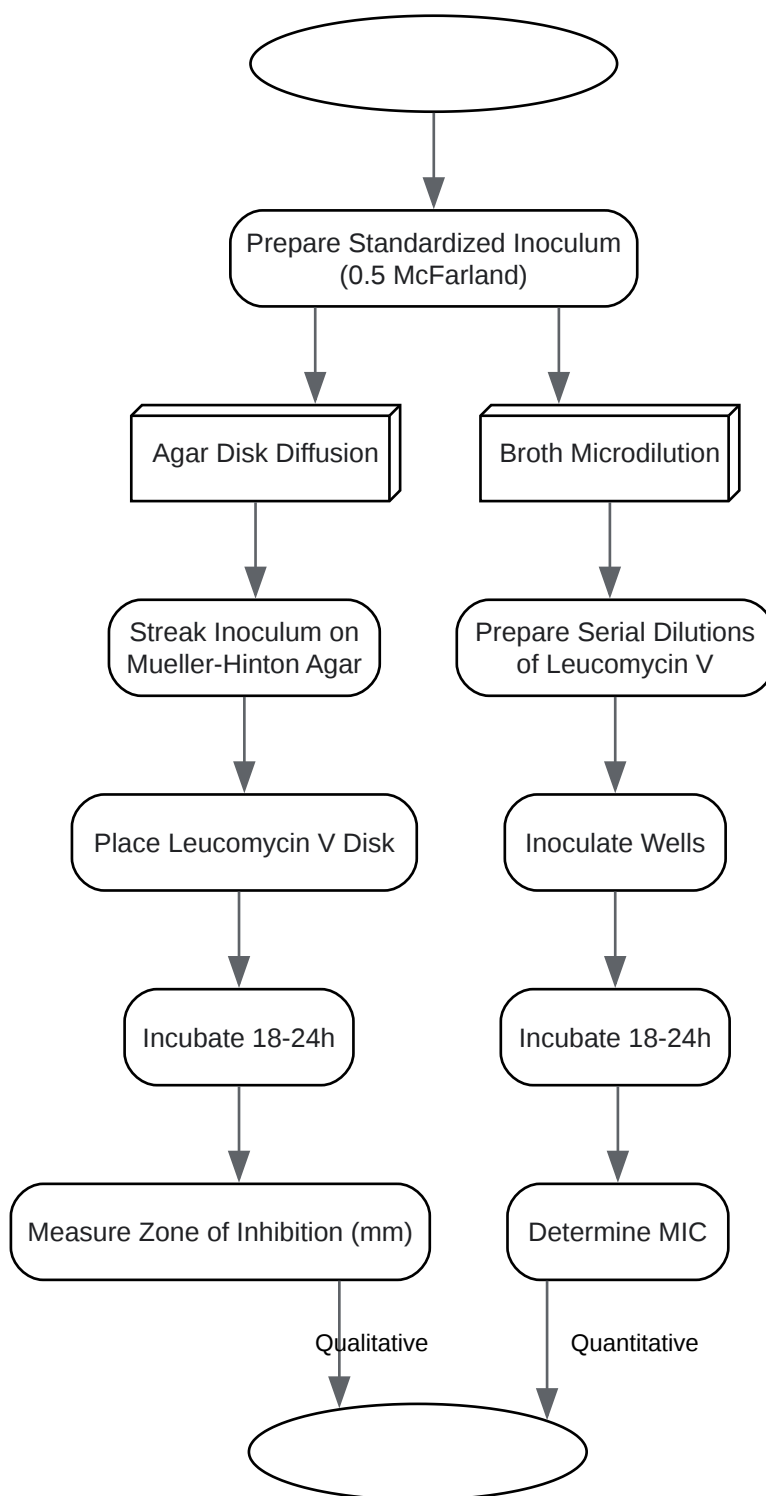 Prepare Standardized Inoculum
(0.5 McFarland)
Agar Disk Diffusion
Broth Microdilution
Streak Inoculum on
Mueller-Hinton Agar
Prepare Serial Dilutions
of Leucomycin V
Place Leucomycin V Disk
Inoculate Wells
Incubate 18-24h
Incubate 18-24h
Measure Zone of Inhibition (mm)
Determine MIC
Qualitative
Quantitative